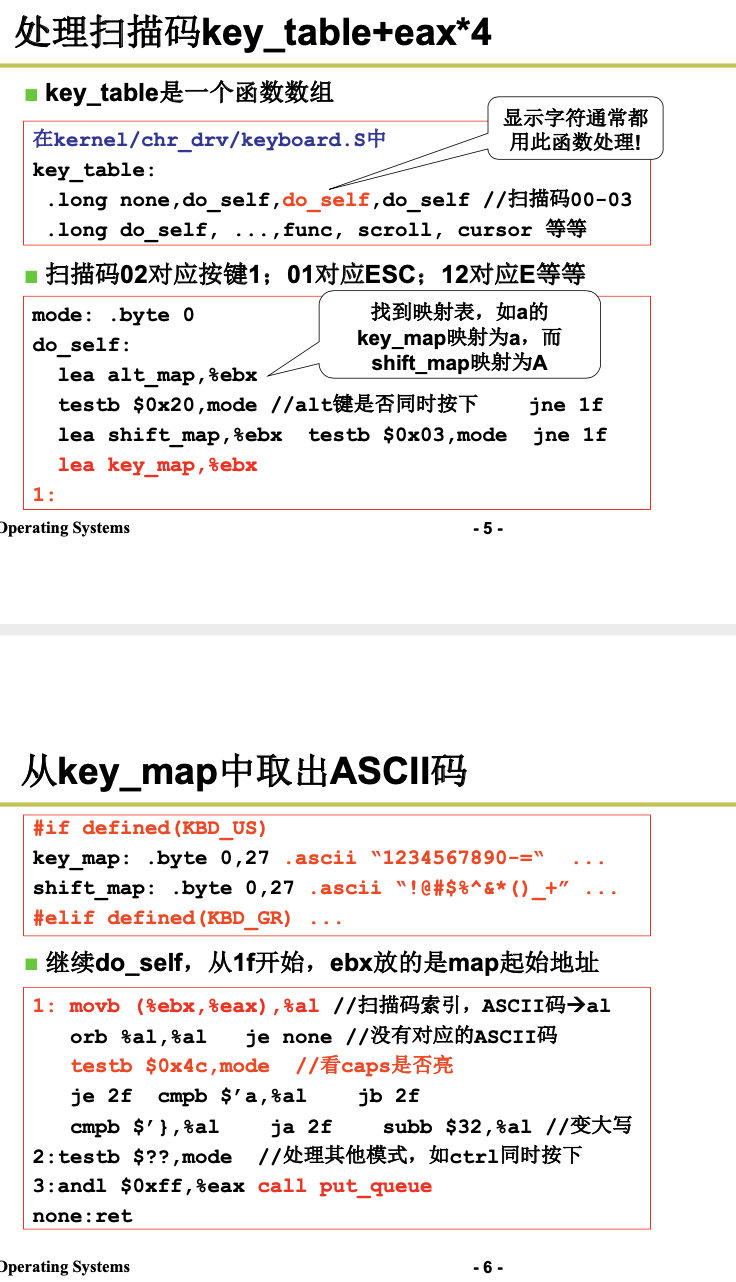 处理扫描码key_table+eax*4
key_table是一个函数数组
显示字符通常都
用此函数处理!
在kernel/chr_drv/keyboard.S中
key_table:
.long none,do_self,do_self,do_self //扫描码00-03
.long do_self, ...,func, scroll, cursor 等等
扫描码02对应按键1；01对应ESC；12对应E等等
找到映射表，如a的
key_map映射为a，而
shift_map映射为A
mode: .byte 0
do_self:
lea alt_map,%ebx
testb $0x20,mode //alt键是否同时按下 jne 1f
lea shift_map,%ebx testb $0x03,mode jne 1f
lea key_map,%ebx
1:
Operating Systems
- 5 -
从key_map中取出ASCII码
#if defined(KBD_US)
key_map: .byte 0,27 .ascii “1234567890-=“ ...
shift_map: .byte 0,27 .ascii “!@#$%^&*()_+” ...
#elif defined(KBD_GR) ...
继续do_self，从1f开始，ebx放的是map起始地址
1: movb (%ebx,%eax),%al //扫描码索引，ASCII码→al
orb %al,%al je none //没有对应的ASCII码
testb $0x4c,mode //看caps是否亮
je 2f cmpb $’a,%al jb 2f
cmpb $’},%al ja 2f subb $32,%al //变大写
2:testb $??,mode //处理其他模式，如ctrl同时按下
3:andl $0xff,%eax call put_queue
none:ret
Operating Systems
- 6 -